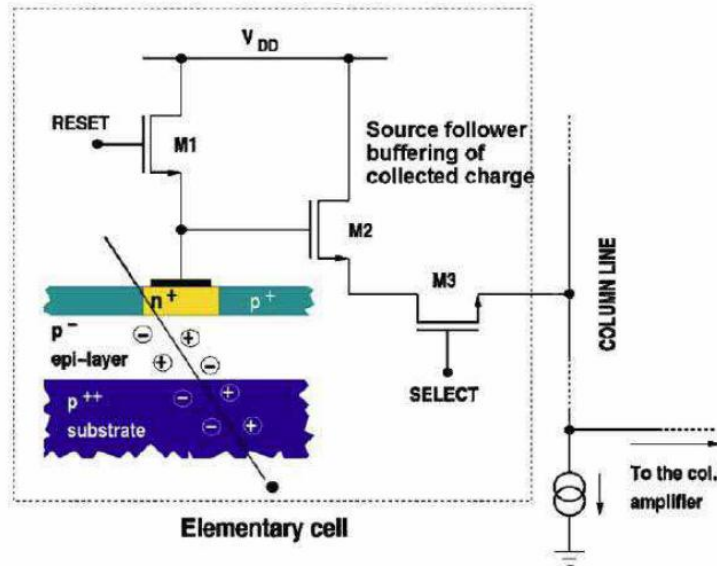 V DD
RESET
M1
Source follower
buffering of
collected charge
M2
M3
COLUMN LINE
n+
p+
p-
epi-layer
SELECT
p++
substrate
To the col.
amplifier
Elementary cell